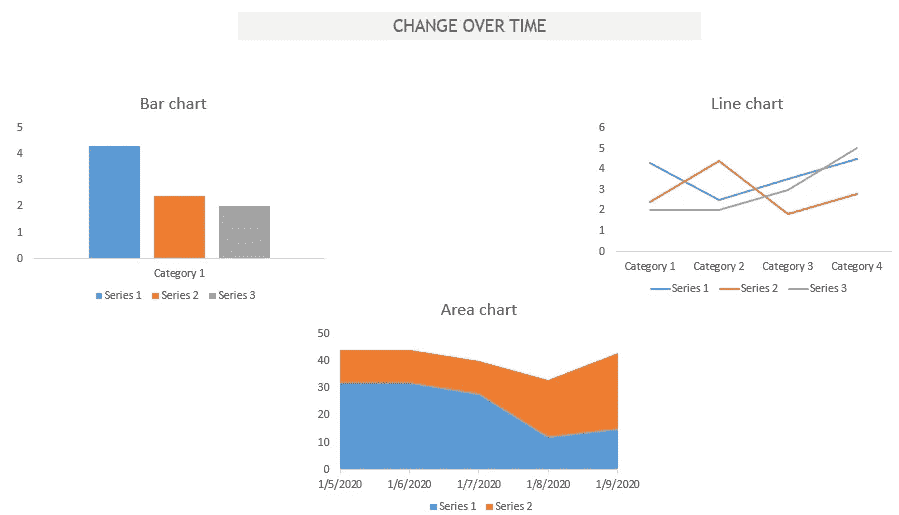 CHANGE OVER TIME
Bar chart
5
4
3
2
1
0
Category 1
Series 1 Series 2 Series 3
Line chart
6
5
4
3
2
1
0
Category 1 Category 2 Category 3 Category 4
Series 1 Series 2 Series 3
Area chart
50
40
30
20
10
0
1/5/2020 1/6/2020 1/7/2020 1/8/2020 1/9/2020
Series 1 Series 2